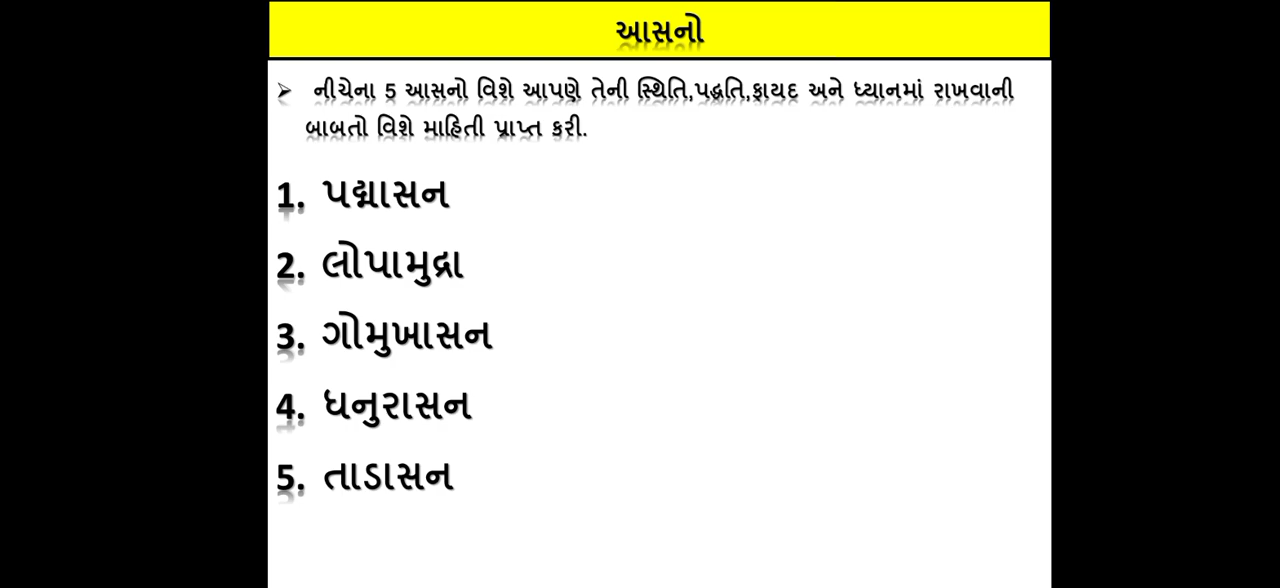 આસનો
➢ નીચેના 5 આસનો વિશે આપણે તેની સ્થિતિ,પદ્ધતિ,ફાયદ અને ધ્યાનમાં રાખવાની
બાબતો વિશે માહિતી પ્રાપ્ત કરી.
1. પદ્માસન
2. લોપામુદ્રા
3. ગોમુખાસન
4. ધનુરાસન
5. તાડાસન